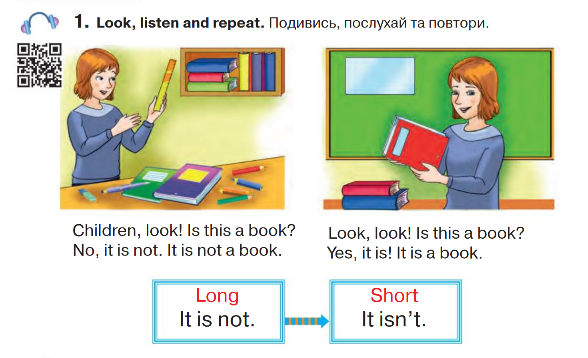 1. Look, listen and repeat. Подивись, послухай та повтори.
Children, look! Is this a book?
No, it is not. It is not a book.
Look, look! Is this a book?
Yes, it is! It is a book.
Long
It is not.
Short
It isn't.